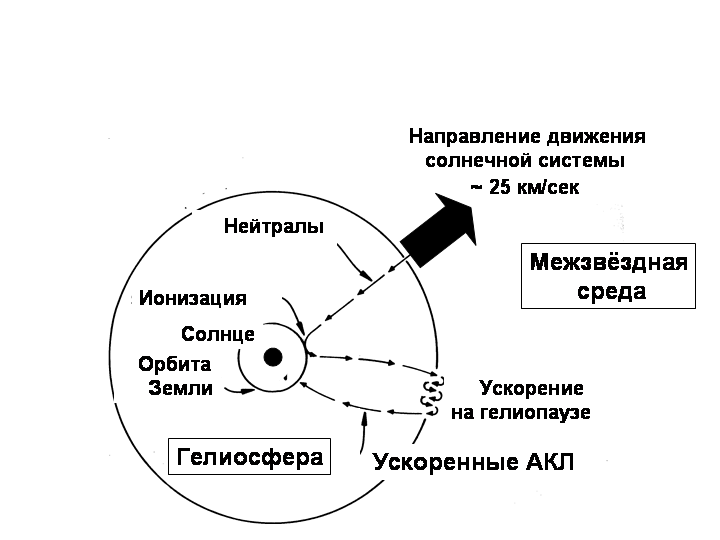 Направление движения
солнечной системы
~ 25 км/сек
Нейтралы
Межзвёздная
среда
Ионизация
Солнце
Орбита
Земли
Ускорение
на гелиопаузе
Гелиосфера
Ускоренные АКЛ